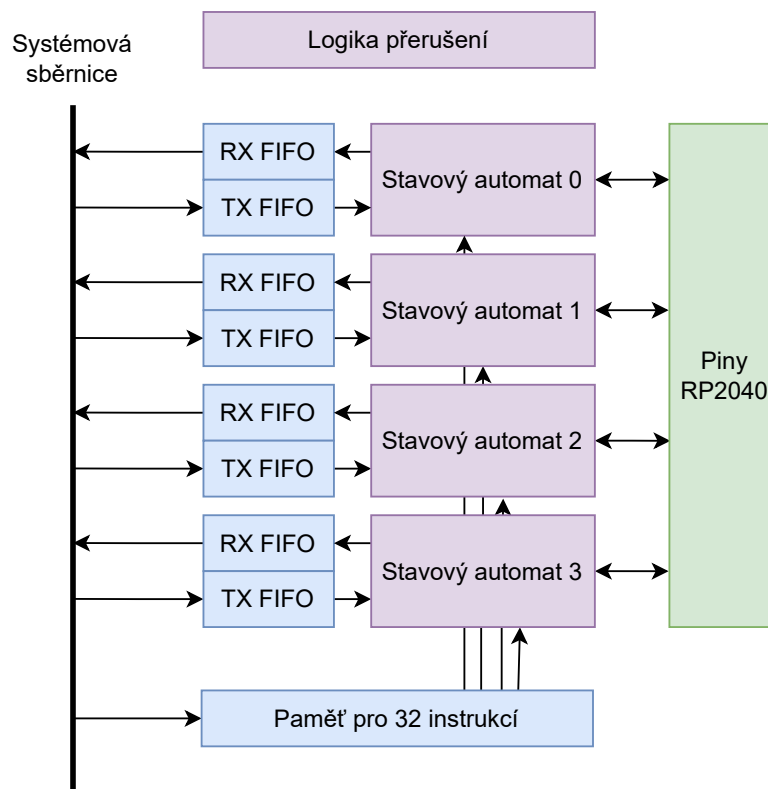 Systémová
sběrnice
Logika přerušení
RX FIFO
TX FIFO
Stavový automat 0
RX FIFO
TX FIFO
Stavový automat 1
RX FIFO
TX FIFO
Stavový automat 2
RX FIFO
TX FIFO
Stavový automat 3
Piny
RP2040
Paměť pro 32 instrukcí